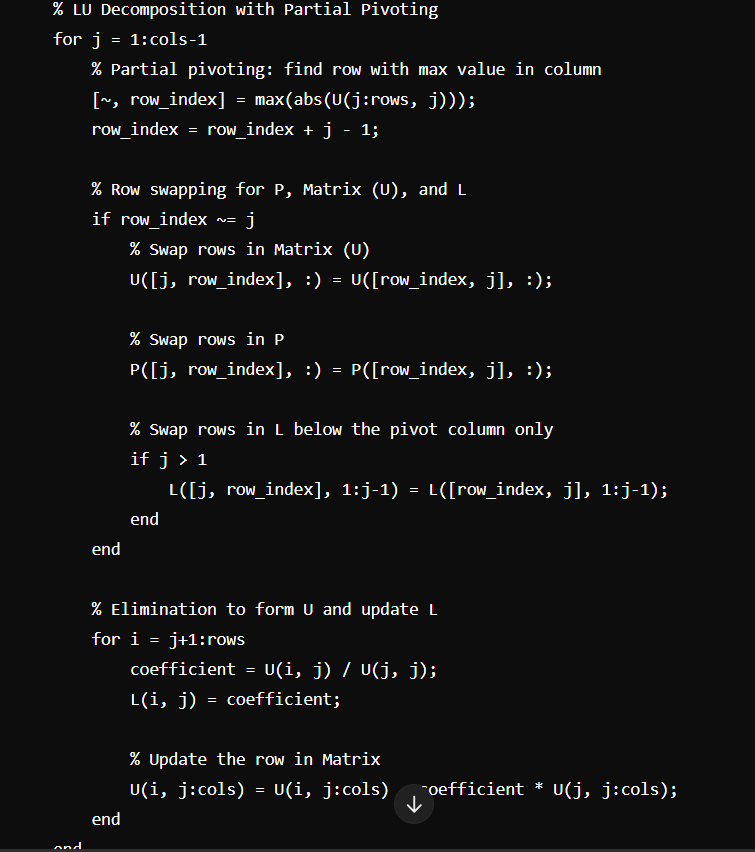 % LU Decomposition with Partial Pivoting
for j = 1:cols-1
% Partial pivoting: find row with max value in column
[~, row_index] = max(abs(U(j:rows, j)));
row_index = row_index + j - 1;
% Row swapping for P, Matrix (U), and L
if row_index ~= j
% Swap rows in Matrix (U)
U([j, row_index], :) = U([row_index, j], :);
% Swap rows in P
P([j, row_index], :) = P([row_index, j], :);
% Swap rows in L below the pivot column only
if j > 1
L([j, row_index], 1:j-1) = L([row_index, j], 1:j-1);
end
end
% Elimination to form U and update L
for i = j+1:rows
coefficient = U(i, j) / U(j, j);
L(i, j) = coefficient;
% Update the row in Matrix
U(i, j:cols) = U(i, j:cols) coefficient * U(j, j:cols);
end
end